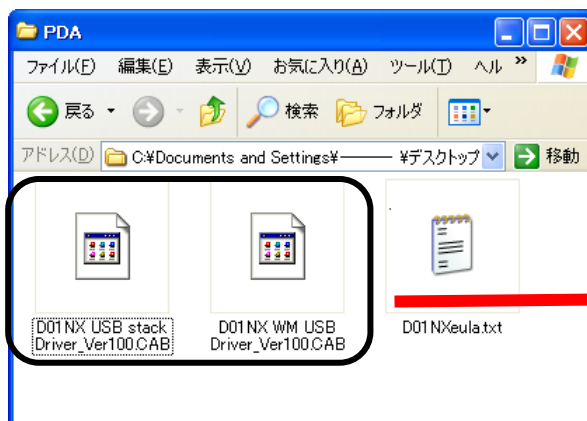 PDA
ファイル(F) 編集(E) 表示(V) お気に入り(A) ツール(T) ヘル »
戻る 検索 フォルダ
アドレス(D) C:¥Documents and Settings¥——— ¥デスクトップ 移動
D01NX USB stack Driver_Ver100.CAB
D01NX WM USB Driver_Ver100.CAB
D01NXeula.txt